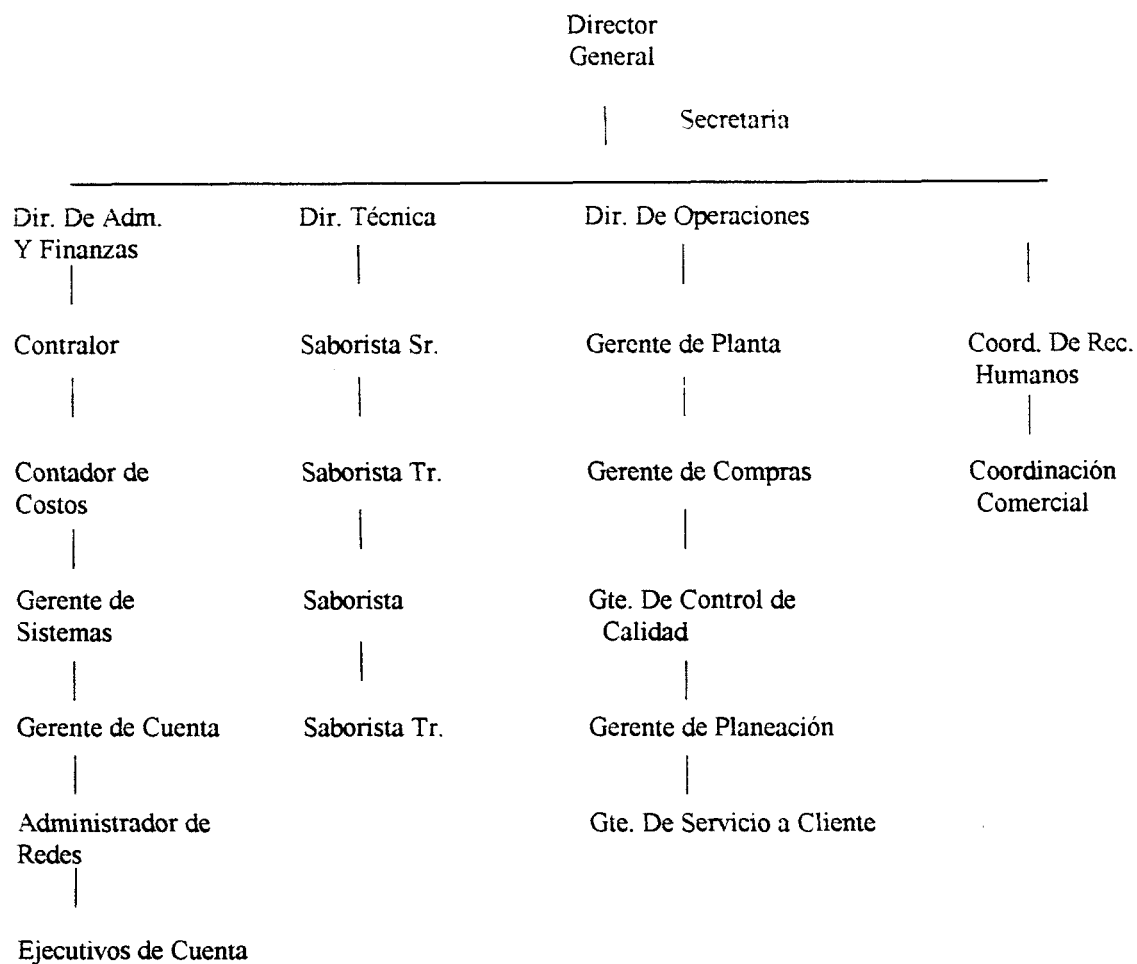 Director
General
Secretaria
Dir. De Adm.
Y Finanzas
Dir. Técnica
Dir. De Operaciones
Contralor
Saborista Sr.
Gerente de Planta
Coord. De Rec.
Humanos
Contador de
Costos
Saborista Tr.
Gerente de Compras
Coordinación
Comercial
Gerente de
Sistemas
Saborista
Gte. De Control de
Calidad
Gerente de Cuenta
Saborista Tr.
Gerente de Planeación
Administrador de
Redes
Gte. De Servicio a Cliente
Ejecutivos de Cuenta